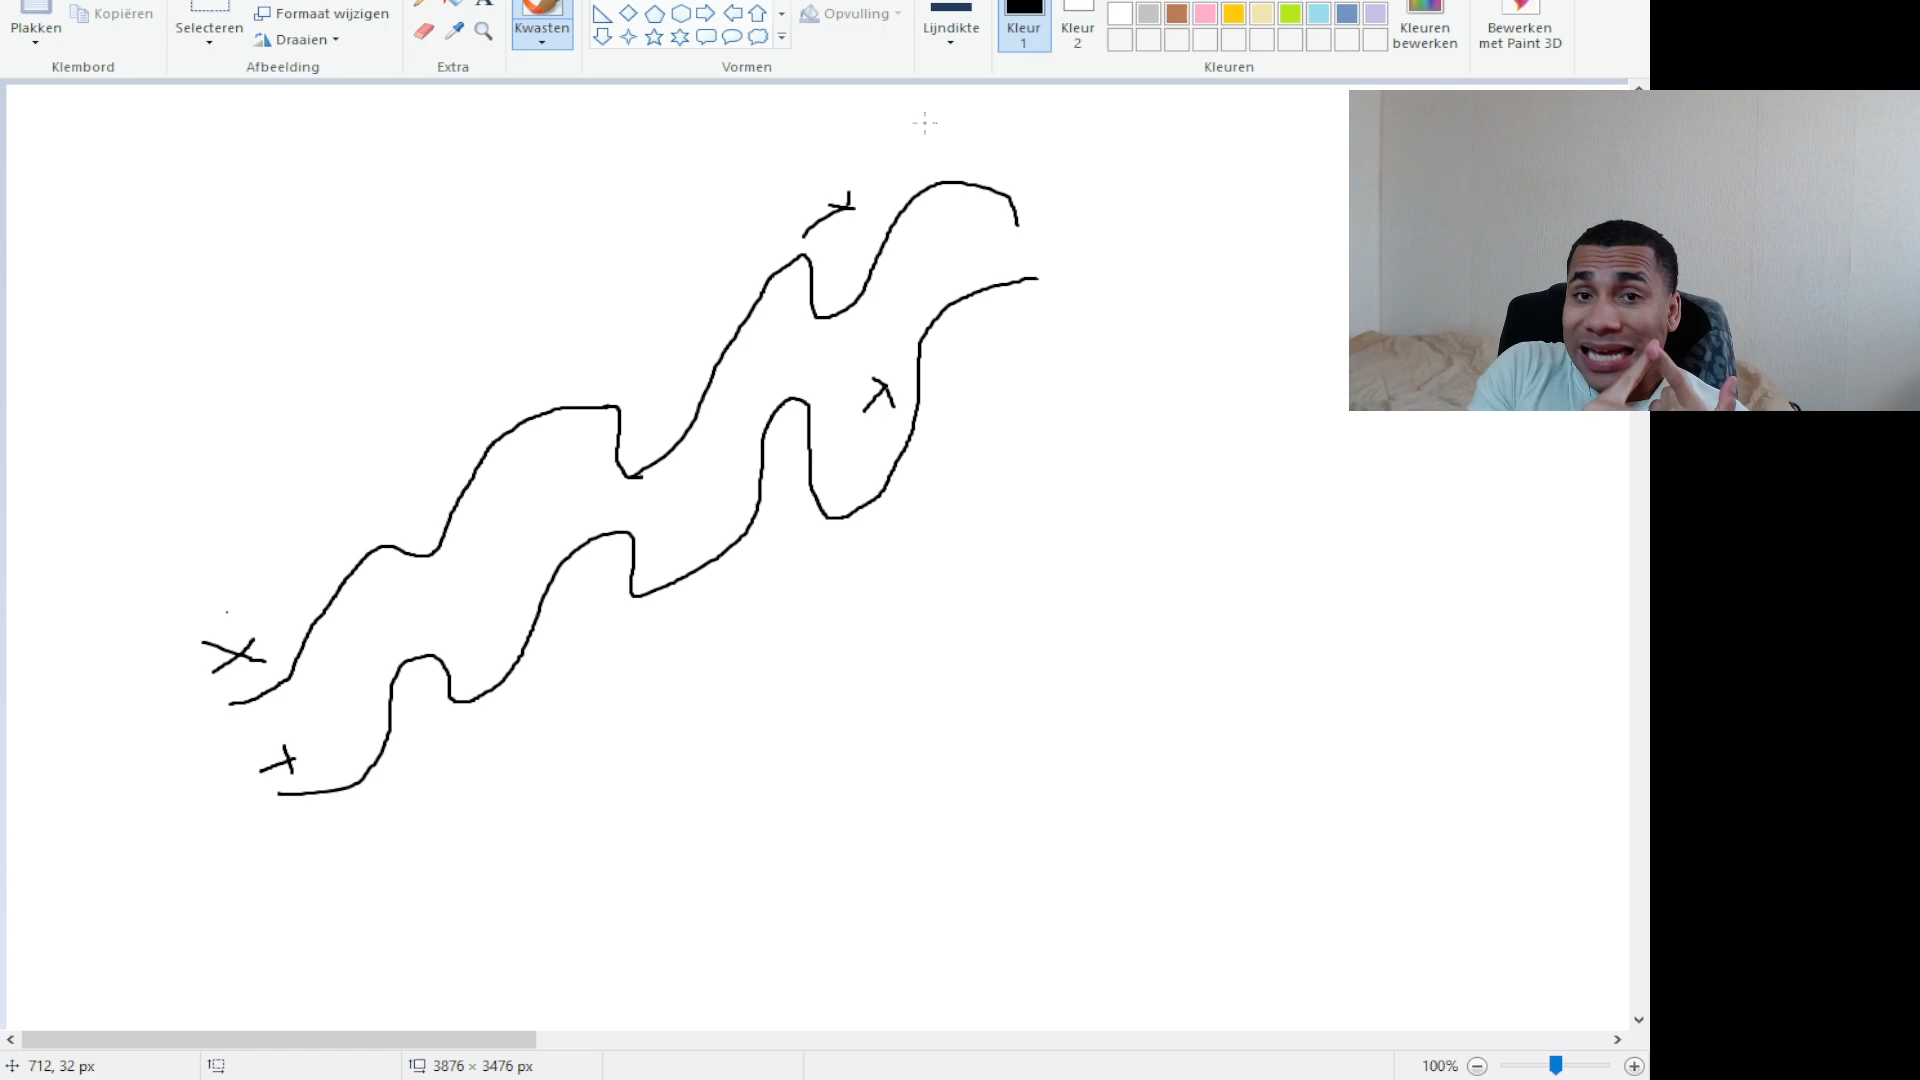 Plakken
Kopiëren
Klembord
Selecteren
Formaat wijzigen
Draaien
Afbeelding
A
Extra
Kwasten
Vormen
Opvulling
Lijndikte
Kleur
1
Kleur
2
Kleuren
bewerken
Kleuren
Bewerken
met Paint 3D
712, 32 px
3876 × 3476 px
100%